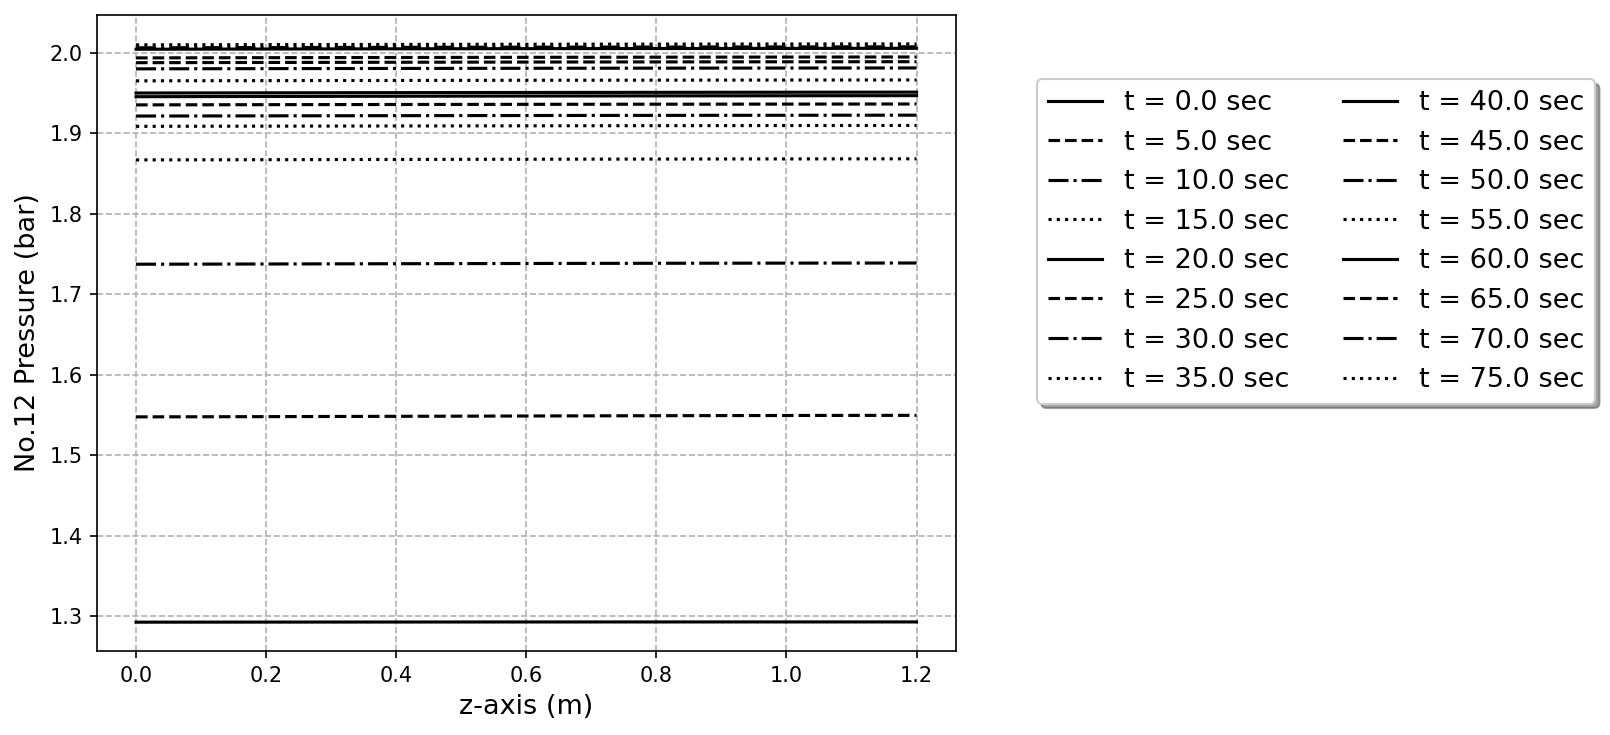 No.12 Pressure (bar)
2.0
1.9
1.8
1.7
1.6
1.5
1.4
1.3
0.0 0.2 0.4 0.6 0.8 1.0 1.2
z-axis (m)
t = 0.0 sec
t = 5.0 sec
t = 10.0 sec
t = 15.0 sec
t = 20.0 sec
t = 25.0 sec
t = 30.0 sec
t = 35.0 sec
t = 40.0 sec
t = 45.0 sec
t = 50.0 sec
t = 55.0 sec
t = 60.0 sec
t = 65.0 sec
t = 70.0 sec
t = 75.0 sec